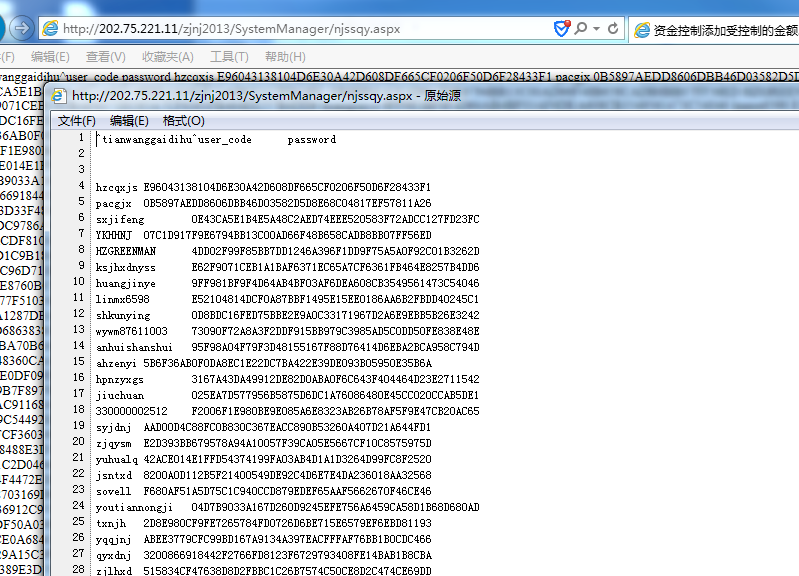 http://202.75.221.11/zjnj2013/SystemManager/njssqy.aspx
资金控制添加受控制的金额
(F) 编辑(E) 查看(V) 收藏夹(A) 工具(T) 帮助(H)
wanggaidihu^user_code password hzcqxjs E96043138104D6E30A42D608DF665CF0206F50D6F28433F1 pacgjx 0B5897AEDD8606DBB46D03582D5D
http://202.75.221.11/zjnj2013/SystemManager/njssqy.aspx - 原始源
文件(F) 编辑(E) 格式(O)
1 ^tianwanggaidihu^user_code password
2
3
4 hzcqxjs E96043138104D6E30A42D608DF665CF0206F50D6F28433F1
5 pacgjx 0B5897AEDD8606DBB46D03582D5D8E68C04817EF57811A26
6 sxjifeng 0E43CA5E1B4E5A48C2AED74EEE520583F72ADCC127FD23FC
7 YKHHNJ 07C1D917F9E6794BB13C00AD66F48B658CADB8BB07FF56ED
8 HZGREENMAN 4DD02F99F85BB7DD1246A396F1DD9F75A5A0F92C01B3262D
9 ksjhxdnyss E62F9071CEB1A1BAF6371EC65A7CF6361FB464E8257B4DD6
10 huangjinye 9FF981BF9F4D64AB4BF03AF6DEA608CB3549561473C54046
11 linmx6598 E52104814DCF0A87BBF1495E15EE0186AA6B2FBDD40245C1
12 shkunying 0D8BDC16FED75BBE2E9A0C33171967D2A6E9EBB5B26E3242
13 wywm87611003 73090F72A8A3F2DDF915BB979C3985AD5C0DD50FE838E48E
14 anhuishanshui 95F98A04F79F3D48155167F88D76414D6EBA2BCA958C794D
15 ahzenyi 5B6F36AB0F0DA8EC1E22DC7BA422E39DE093B05950E35B6A
16 hpnzyxgs 3167A43DA49912DE82D0ABA0F6C643F404464D23E2711542
17 jiuchuan 025EA7D577956B5875D6DC1A76086480E45CC020CCAB5DE1
18 330000002512 F2006F1E980BE9E085A6E8323AB26B78AF5F9E47CB20AC65
19 syjdnj AAD00D4C88FC0B830C367EACC890B53260A407D21A644FD1
20 zjqysm E2D393BB679578A94A10057F39CA05E5667CF10C8575975D
21 yuhualq 42ACE014E1FFD54374199FA03AB4D1A1D3264D99FC8F2520
22 jsntxd 8200A0D112B5F21400549DE92C4D6E7E4DA236018AA32568
23 sovell F680AF51A5D75C1C940CCD879EDEF65AAF5662670F46CE46
24 youtiannongji 04D7B9033A167D260D9245EFE756A6459CA58D1B68D680AD
25 txnjh 2D8E980CF9FE7265784FD0726D6BE715E6579EF6EBD81193
26 yqqjnj ABEE3779CFC99BD167A9134A397EACFFFAF76BB1B0CDC466
27 qyxdnj 3200866918442F2766FD8123F6729793408FE14BAB1B8CBA
28 zjlhxd 515834CF47638D8D2FBBC1C26B7574C50CE8D2C474CE69DD